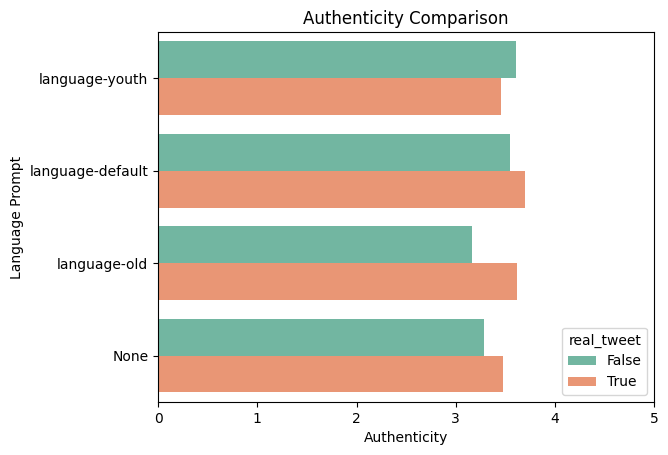 Authenticity Comparison
Language Prompt
language-youth
language-default
language-old
None
real_tweet
False
True
0 1 2 3 4 5
Authenticity